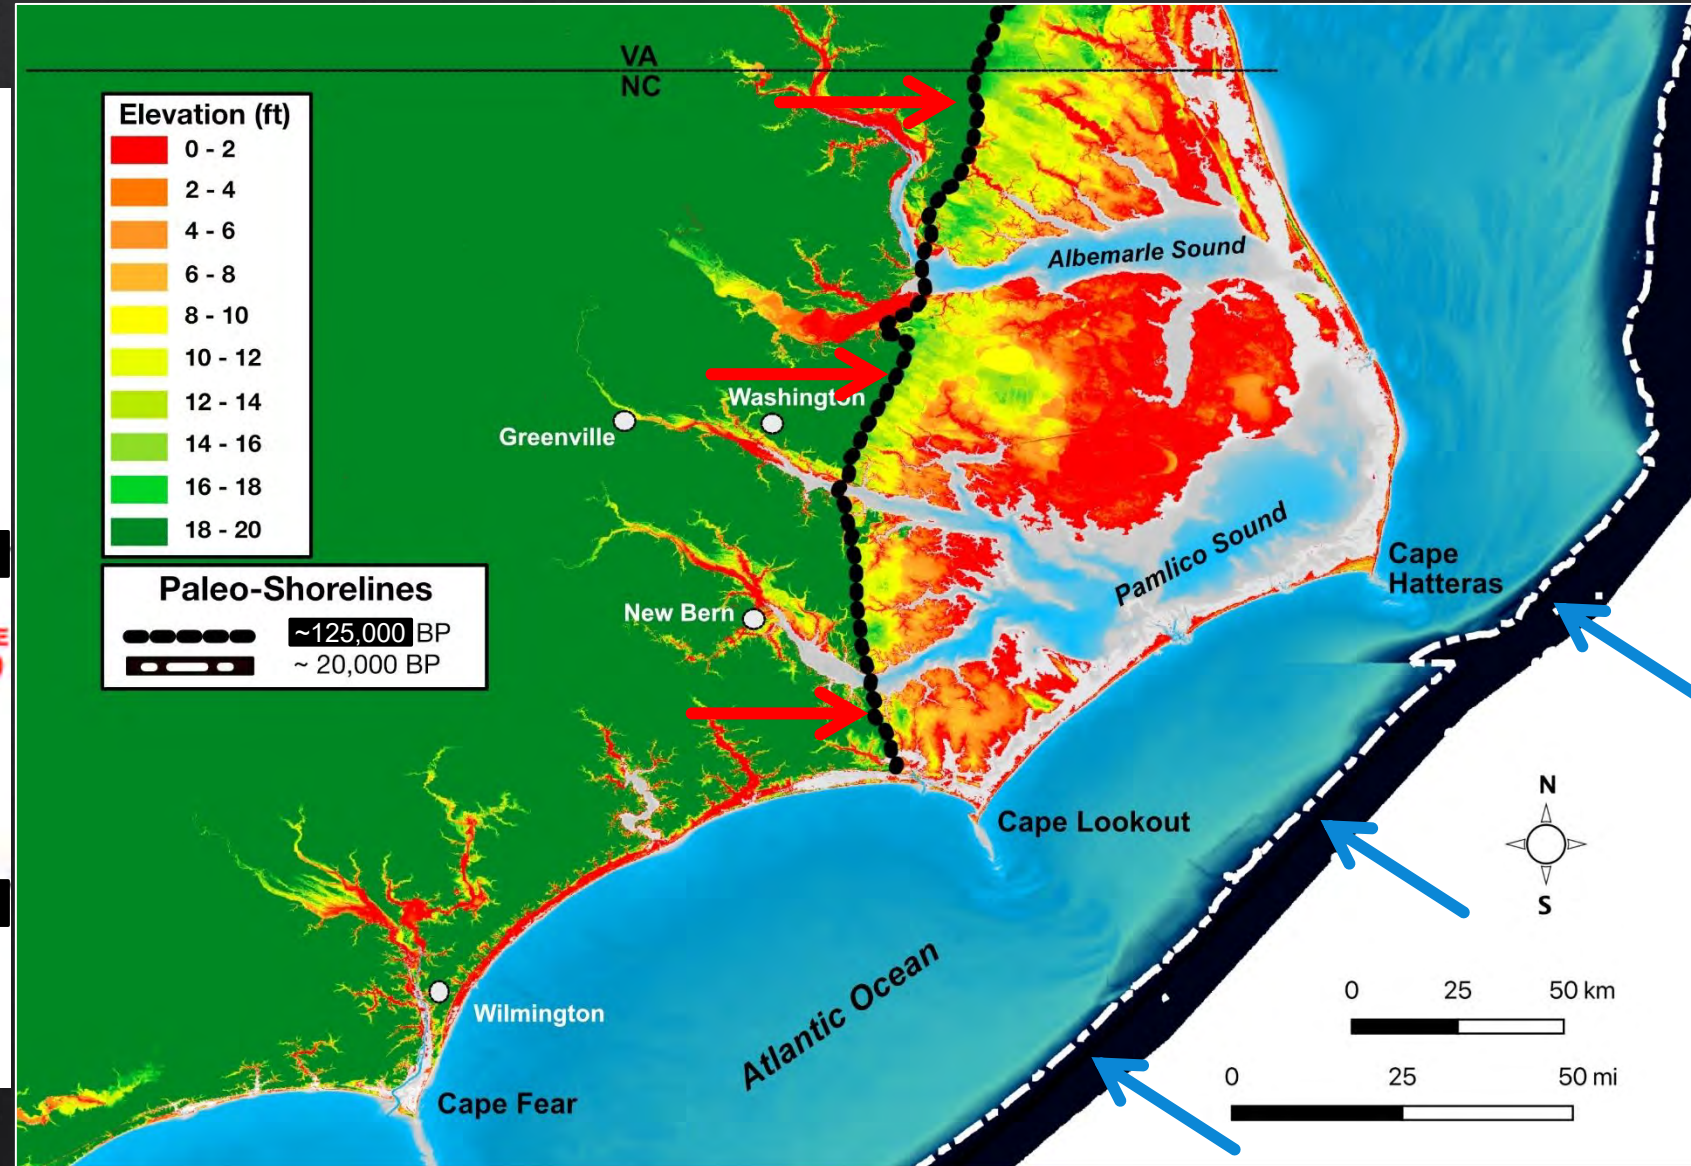 VA
NC
Elevation (ft)
0 - 2
2 - 4
4 - 6
6 - 8
8 - 10
10 - 12
12 - 14
14 - 16
16 - 18
18 - 20
Paleo-Shorelines
~125,000 BP
~ 20,000 BP
Albemarle Sound
Washington
Greenville
Pamlico Sound
Cape
Hatteras
New Bern
Cape Lookout
N
S
Atlantic Ocean
Wilmington
Cape Fear
0 25 50 km
0 25 50 mi